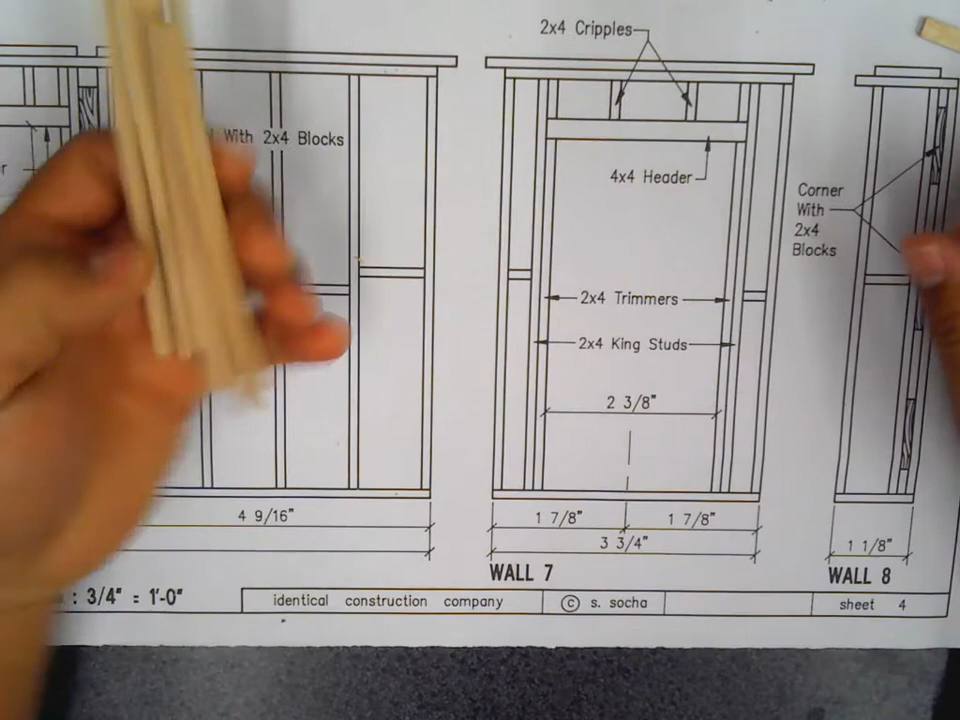 2x4 Cripples
With 2x4 Blocks
4x4 Header
Corner
With
2x4
Blocks
2x4 Trimmers
2x4 King Studs
2 3/8"
4 9/16"
1 7/8"
1 7/8"
3 3/4"
1 1/8"
WALL 7
WALL 8
: 3/4" = 1'-0"
identical construction company
© s. socha
sheet 4